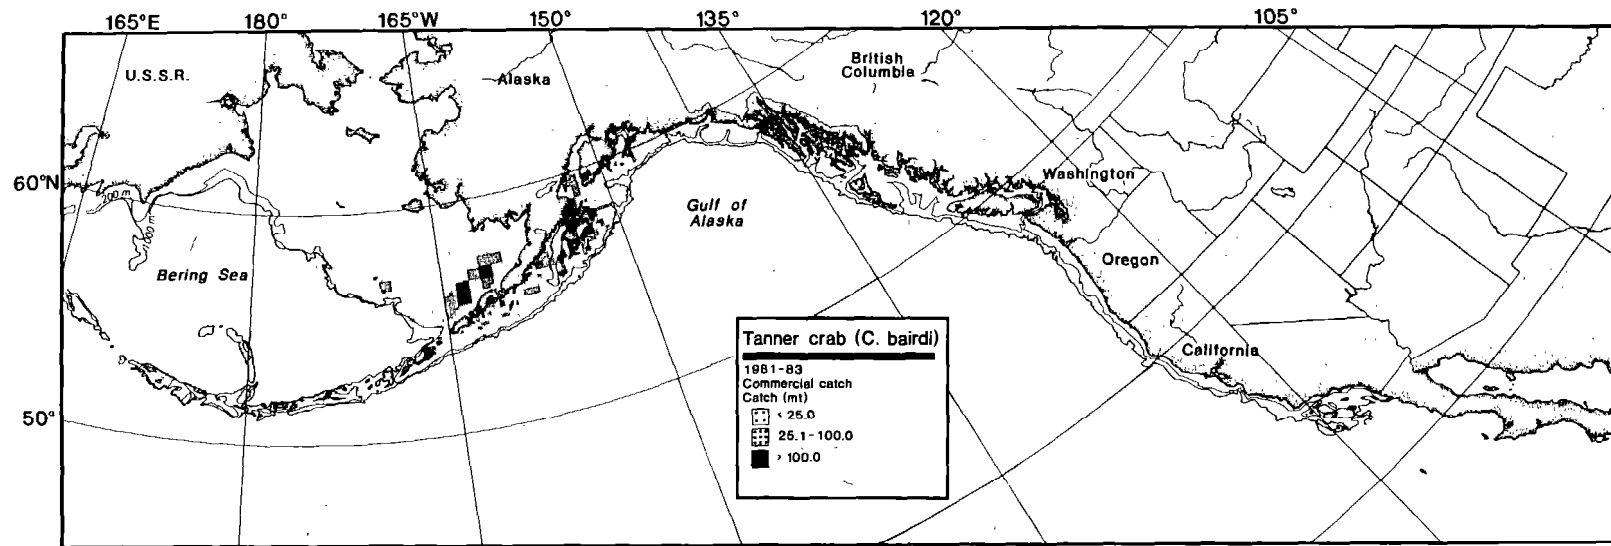 165°E 180° 165°W 150° 135° 120° 105°
U.S.S.R.
Alaska
British
Columbia
60°N
200 m
1000 m
Washington
Gulf of
Alaska
Oregon
Bering Sea
California
50°
Tanner crab (C. bairdi)
1981-83
Commercial catch
Catch (mt)
< 25.0
25.1-100.0
> 100.0